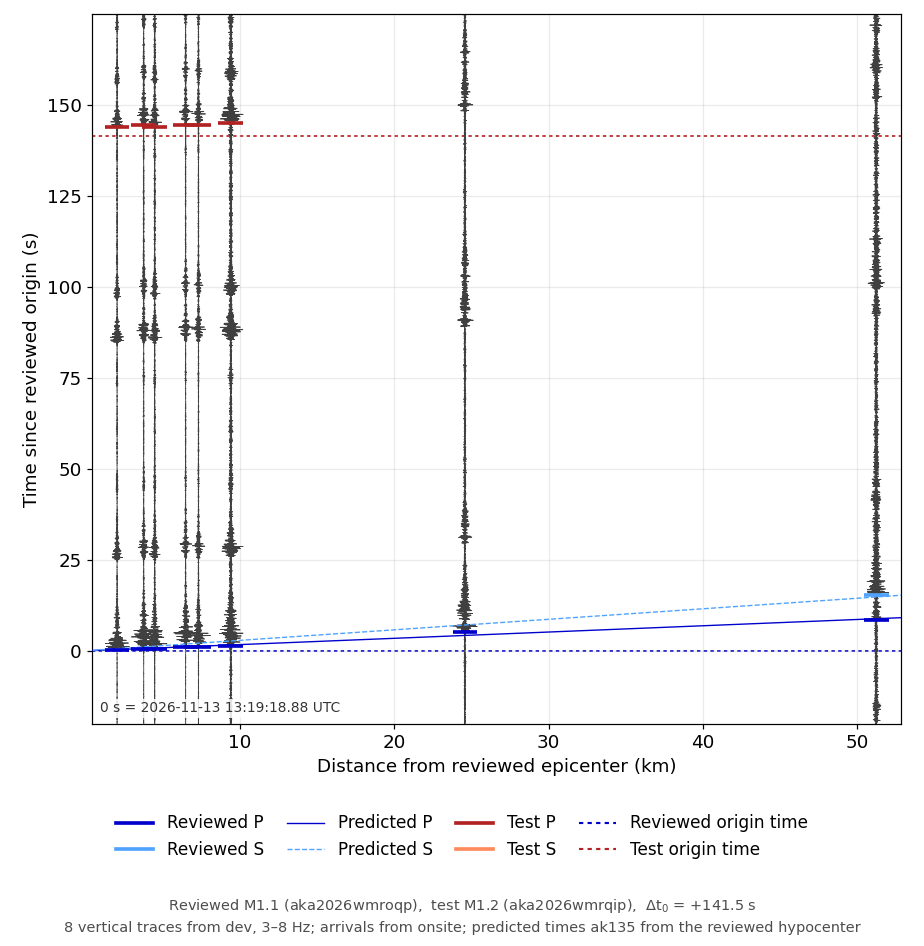 150
125
100
75
50
25
0
Time since reviewed origin (s)
0 s = 2026-11-13 13:19:18.88 UTC
10 20 30 40 50
Distance from reviewed epicenter (km)
Reviewed P Predicted P Test P Reviewed origin time
Reviewed S Predicted S Test S Test origin time
Reviewed M1.1 (aka2026wmroqp), test M1.2 (aka2026wmrqip), Δt₀ = +141.5 s
8 vertical traces from dev, 3–8 Hz; arrivals from onsite; predicted times ak135 from the reviewed hypocenter